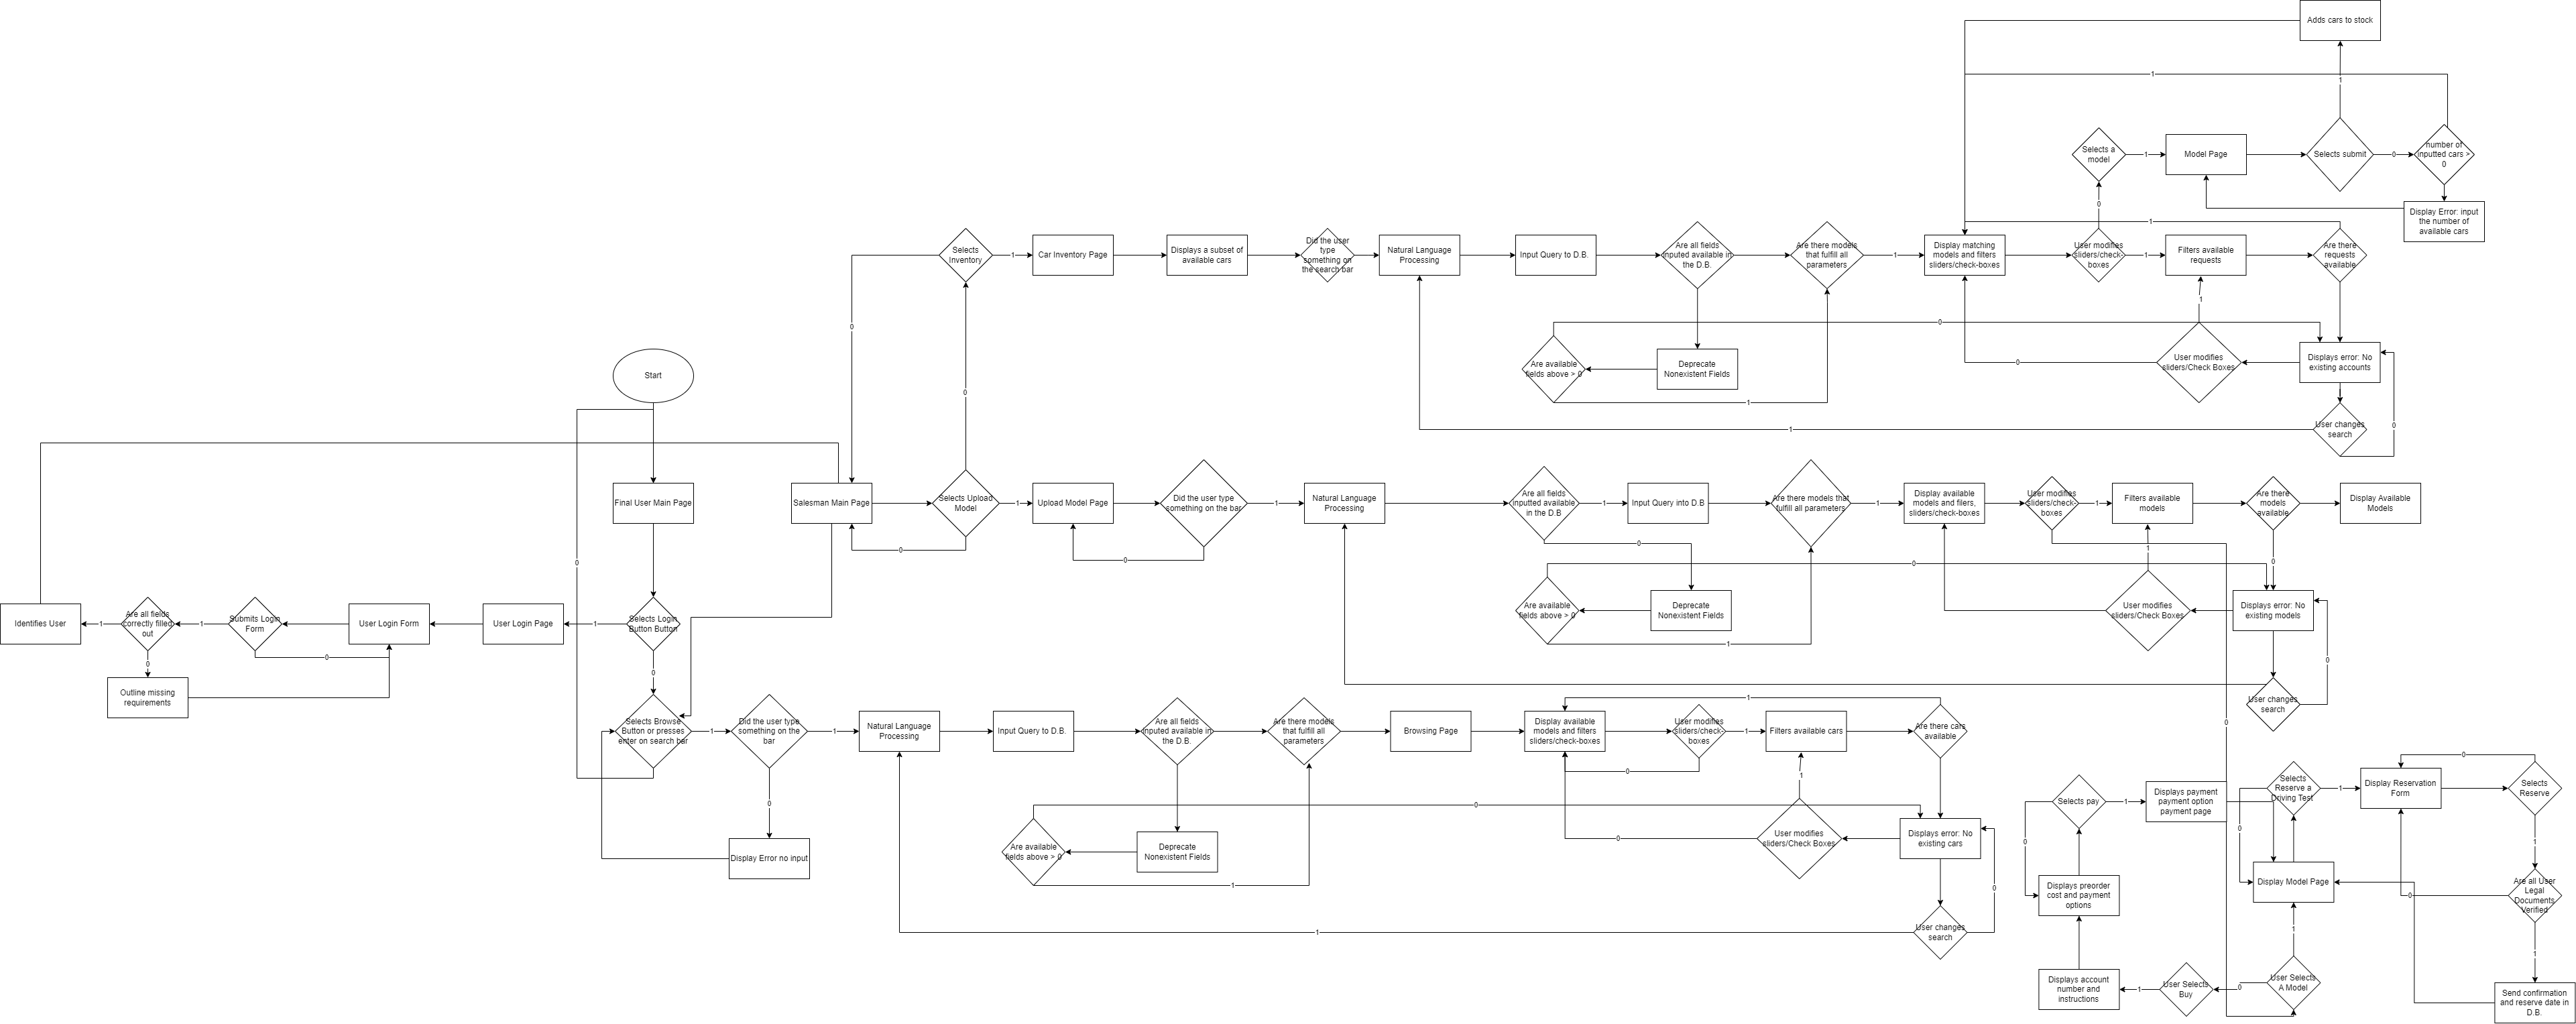 Adds cars to stock
1
1
number of
inputted cars >
0
Selects a
model
1
Model Page
Selects submit
0
0
Display Error: input
the number of
available cars
1
Selects
Inventory
1
Car Inventory Page
Displays a subset of
available cars
Did the user
type
something on
the search bar
Natural Language
Processing
Input Query to D.B.
Are all fields
inputed available in
the D.B.
Are there models
that fulfill all
parameters
1
Display matching
models and filters
sliders/check-boxes
User modifies
sliders/check-
boxes
1
Filters available
requests
Are there
requests
available
0
1
0
Are available
fields above > 0
Deprecate
Nonexistent Fields
1
0
User modifies
sliders/Check Boxes
Displays error: No
existing accounts
0
1
User changes
search
Start
0
Final User Main Page
Salesman Main Page
Selects Upload
Model
1
Upload Model Page
Did the user type
something on the bar
1
Natural Language
Processing
Are all fields
inputted available
in the D.B
1
Input Query into D.B
Are there models that
fulfill all parameters
1
Display available
models and filers,
sliders/check-boxes
User modifies
sliders/check-
boxes
1
Filters available
models
Are there
models
available
Display Available
Models
0
0
0
1
0
0
0
Are available
fields above > 0
Deprecate
Nonexistent Fields
1
User modifies
sliders/Check Boxes
Displays error: No
existing models
0
User changes
search
Identifies User
1
Are all fields
correctly filled
out
1
Submits Login
Form
User Login Form
User Login Page
1
Selects Login
Button Button
0
0
0
Outline missing
requirements
0
Selects Browse
Button or presses
enter on search bar
1
Did the user type
something on the
bar
1
Natural Language
Processing
Input Query to D.B.
Are all fields
inputed available in
the D.B.
Are there models
that fulfill all
parameters
Browsing Page
1
Display available
models and filters
sliders/check-boxes
User modifies
sliders/check-
boxes
1
Filters available cars
Are there cars
available
0
0
Display Error no input
0
1
Are available
fields above > 0
Deprecate
Nonexistent Fields
1
0
User modifies
sliders/Check Boxes
Displays error: No
existing cars
0
1
User changes
search
0
0
Selects pay
1
Displays payment
payment option
payment page
0
Selects
Reserve a
Driving Test
1
Display Reservation
Form
Selects
Reserve
0
1
Displays preorder
cost and payment
options
Display Model Page
0
Are all User
Legal
Documents
Verified
1
1
Displays account
number and
instructions
1
User Selects
Buy
0
User Selects
A Model
Send confirmation
and reserve date in
D.B.